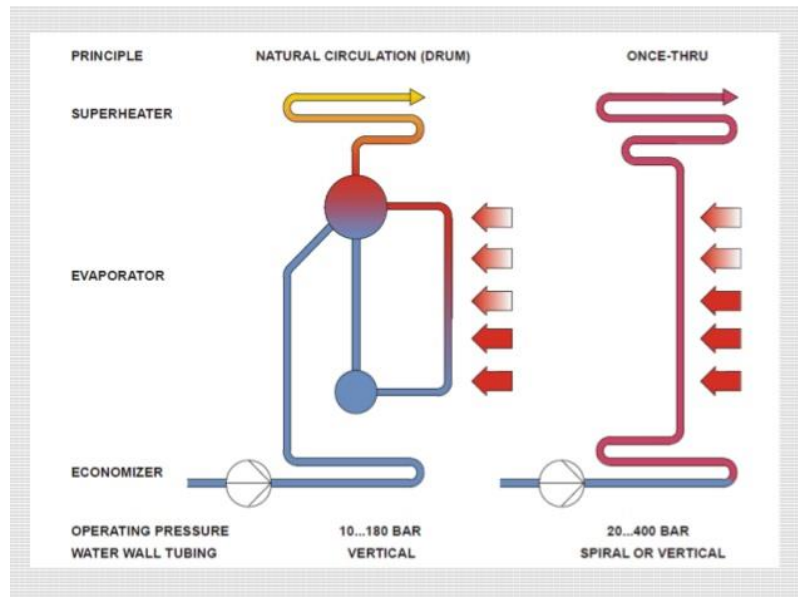 PRINCIPLE NATURAL CIRCULATION (DRUM) ONCE-THRU
SUPERHEATER
EVAPORATOR
ECONOMIZER
OPERATING PRESSURE 10...180 BAR 20...400 BAR
WATER WALL TUBING VERTICAL SPIRAL OR VERTICAL